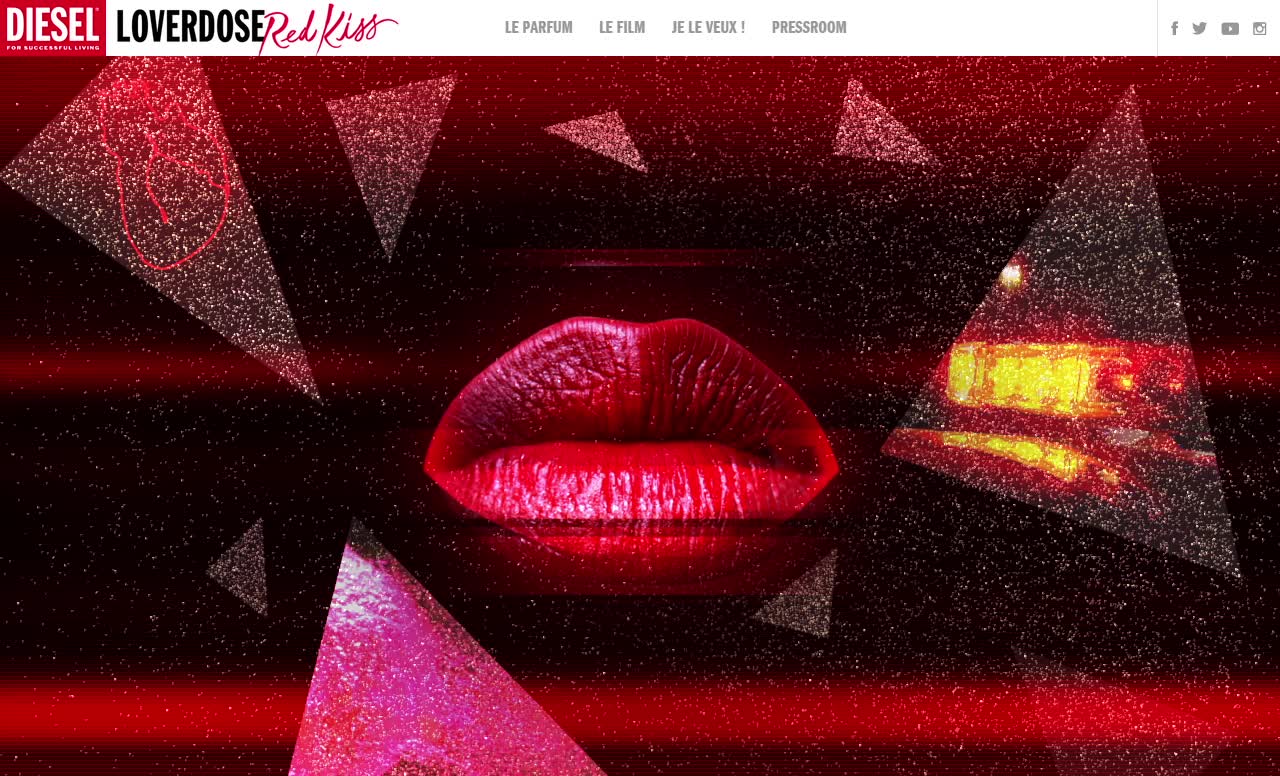 DIESEL
FOR SUCCESSFUL LIVING
LOVERDOSE Red Kiss
LE PARFUM LE FILM JE LE VEUX ! PRESSROOM